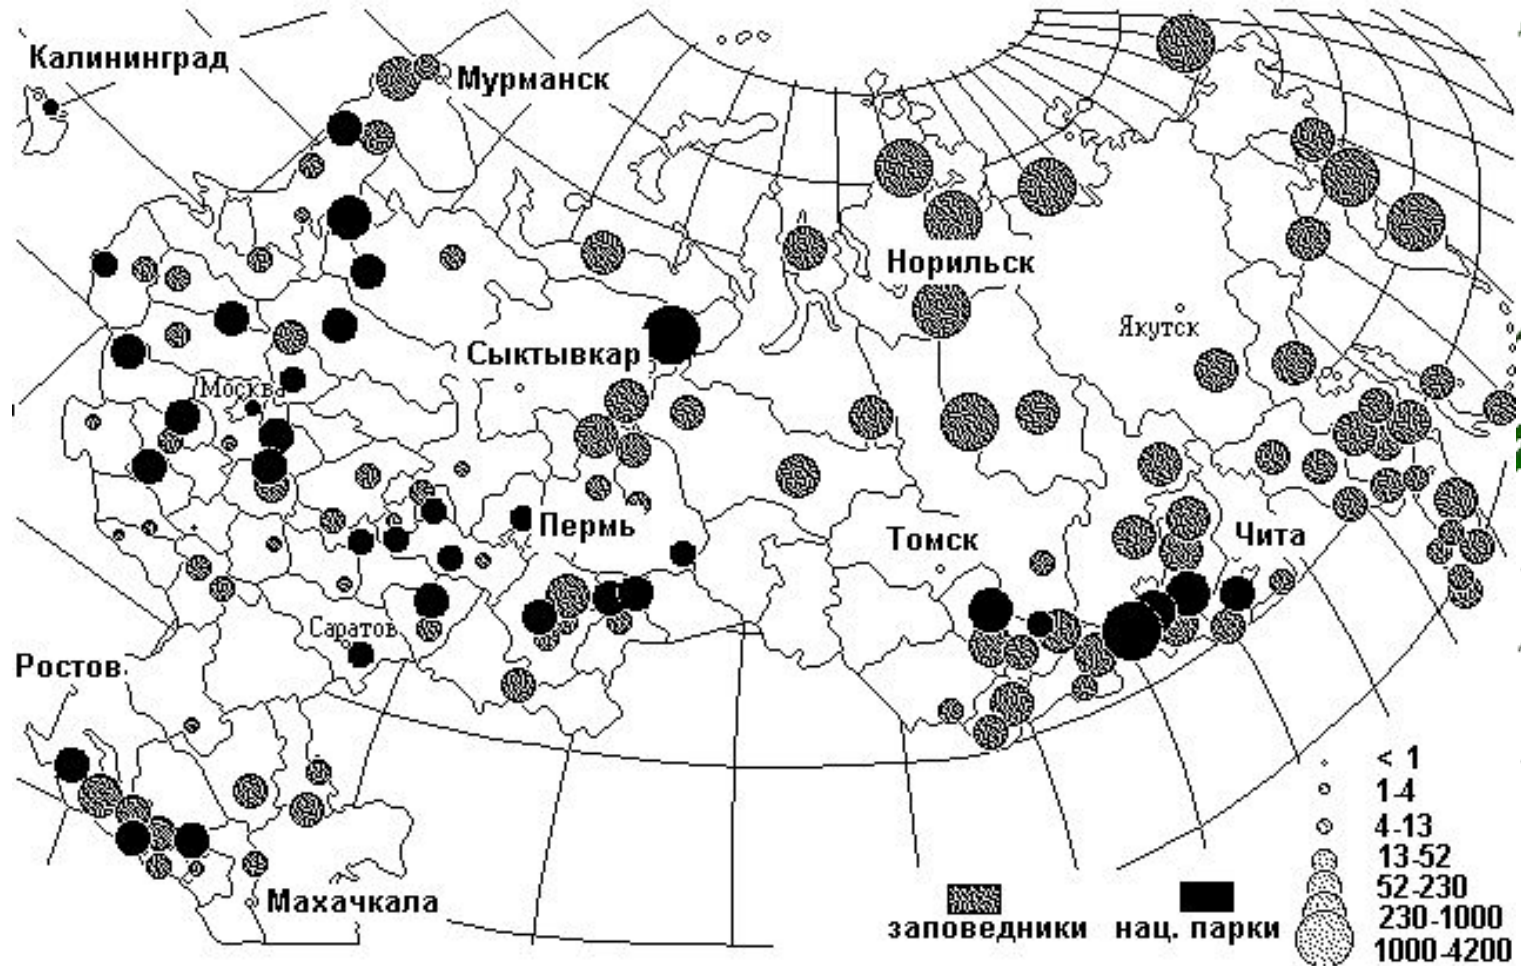 Калининград
Мурманск
Норильск
Якутск
Сыктывкар
Москва
Пермь
Томск
Чита
Саратов
Ростов.
Махачкала
< 1
1-4
4-13
13-52
52-230
230-1000
1000-4200
заповедники нац. парки